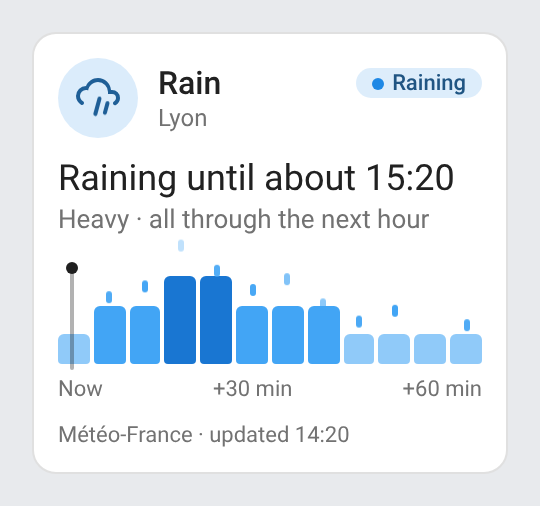 Rain
Raining
Lyon
Raining until about 15:20
Heavy · all through the next hour
Now
+30 min
+60 min
Météo-France · updated 14:20